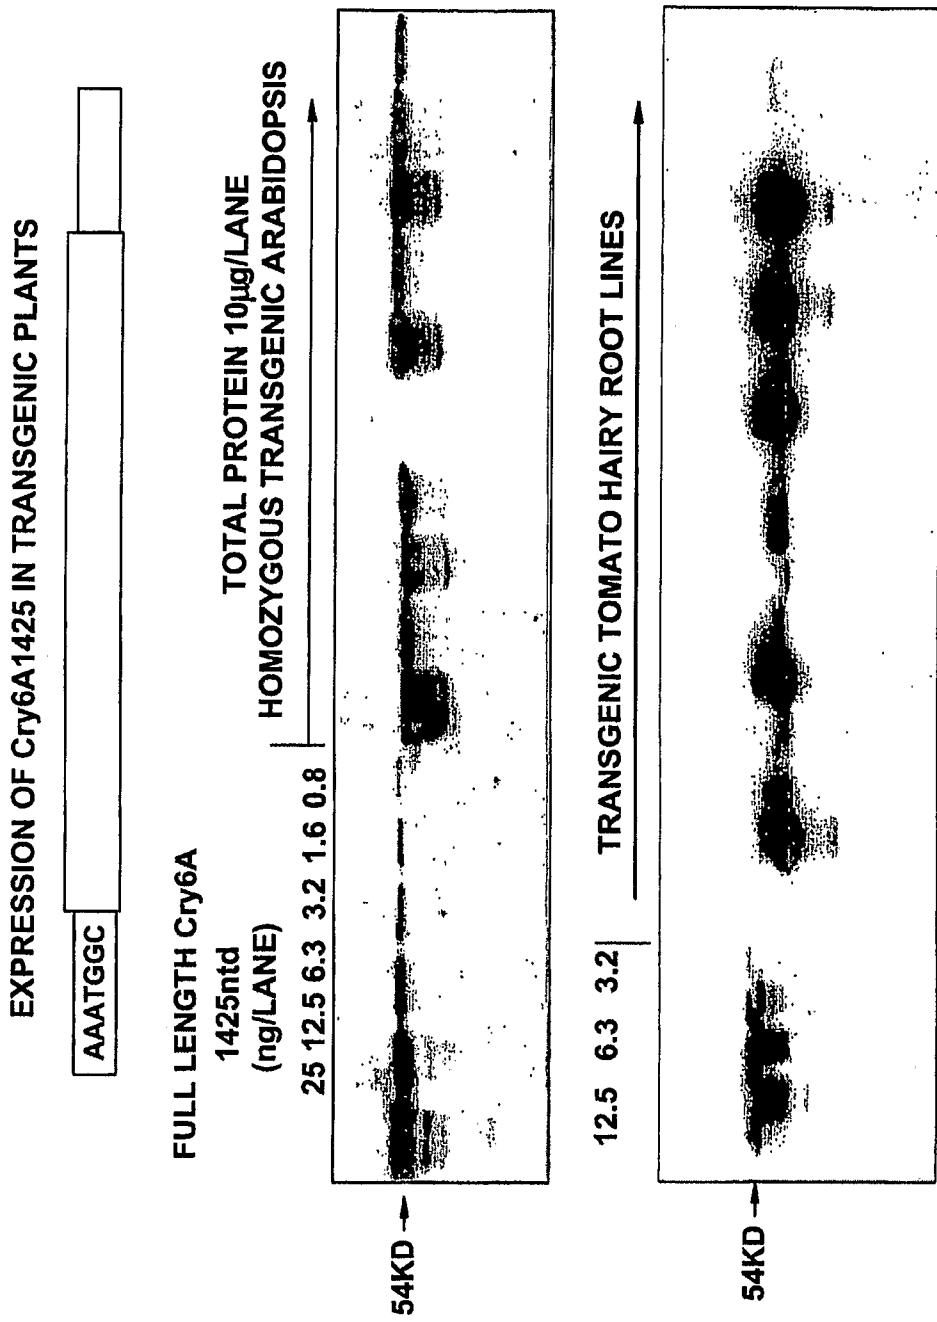 EXPRESSION OF Cry6A1425 IN TRANSGENIC PLANTS
AAATGGC
FULL LENGTH Cry6A
1425ntd
(ng/LANE)
25 12.5 6.3 3.2 1.6 0.8
TOTAL PROTEIN 10µg/LANE
HOMOZYGOUS TRANSGENIC ARABIDOPSIS
54KD
12.5 6.3 3.2
TRANSGENIC TOMATO HAIRY ROOT LINES
54KD